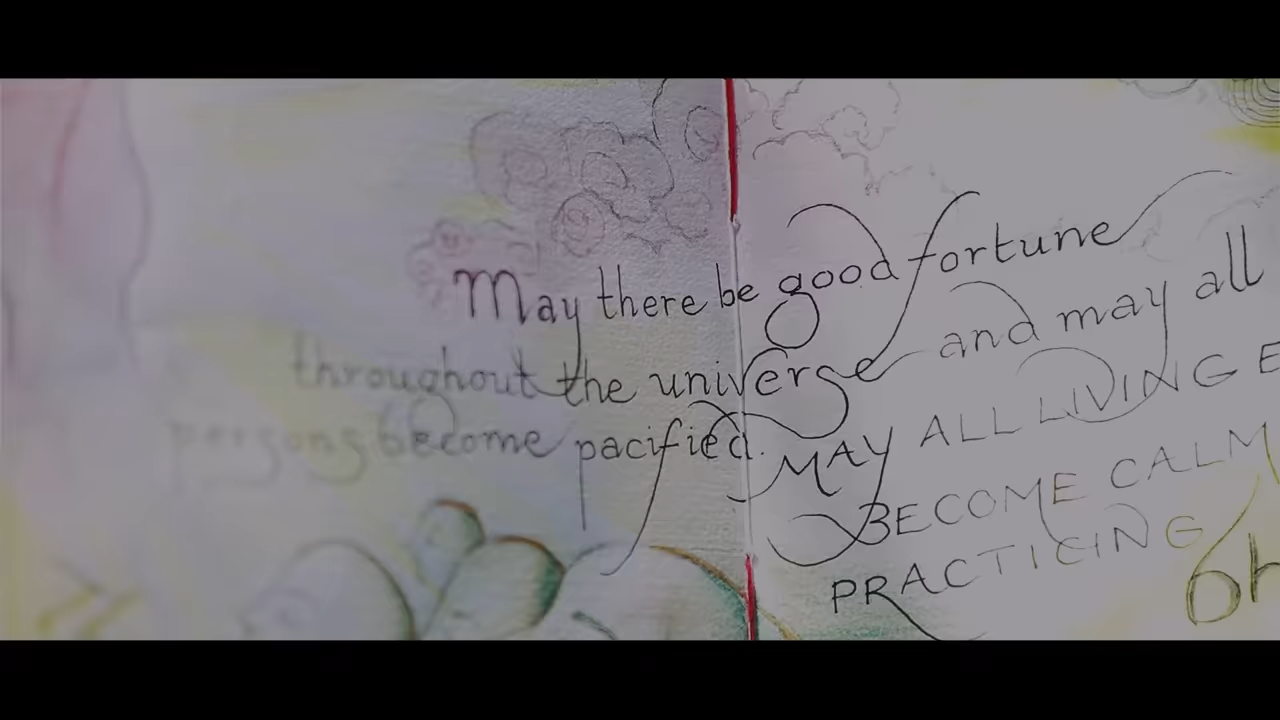 May there be good fortune
throughout the universe and may all
persons become pacified.
MAY ALL LIVING E
BECOME CALM
PRACTICING
oh